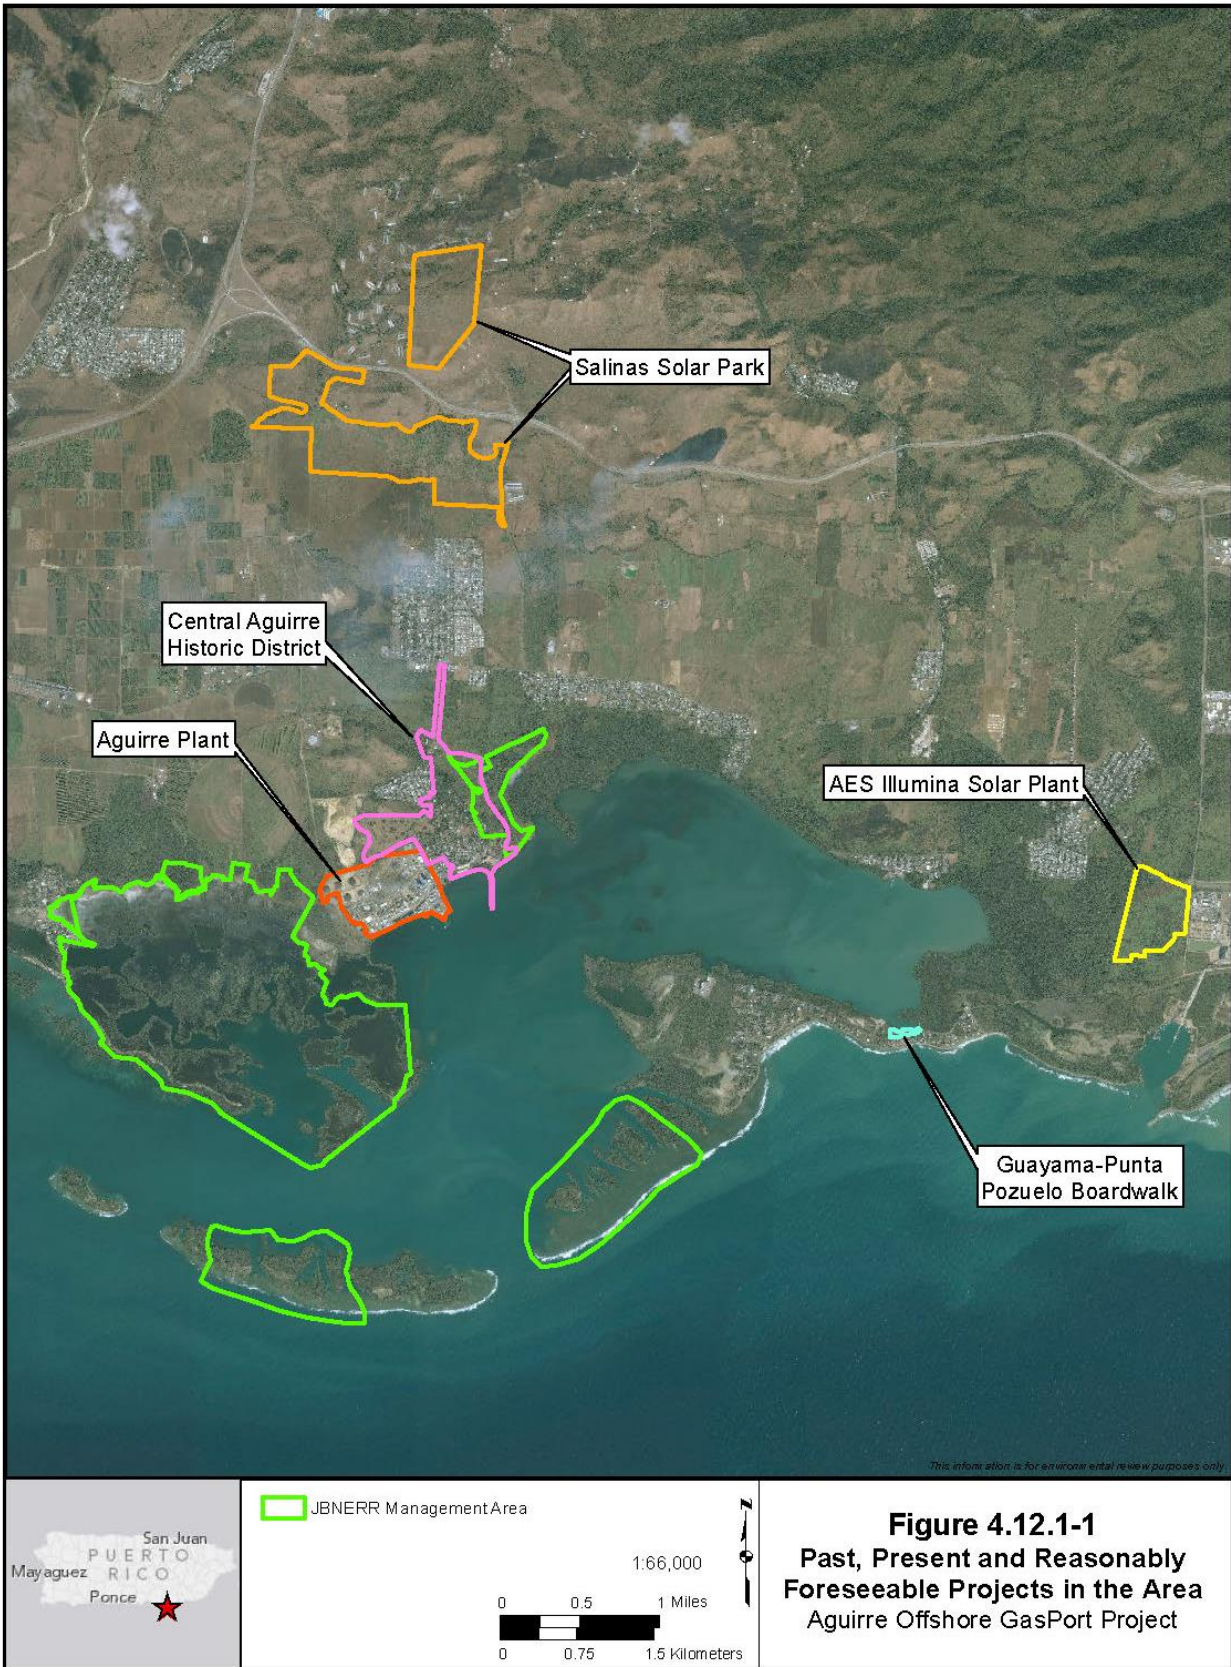 Salinas Solar Park
Central Aguirre
Historic District
Aguirre Plant
AES Illumina Solar Plant
Guayama-Punta
Pozuelo Boardwalk
This information is for environmental review purposes only.
San Juan
PUERTO
Mayaguez RICO
Ponce
JBNERR Management Area
N
1:66,000
0 0.5 1 Miles
0 0.75 1.5 Kilometers
Figure 4.12.1-1
Past, Present and Reasonably
Foreseeable Projects in the Area
Aguirre Offshore GasPort Project